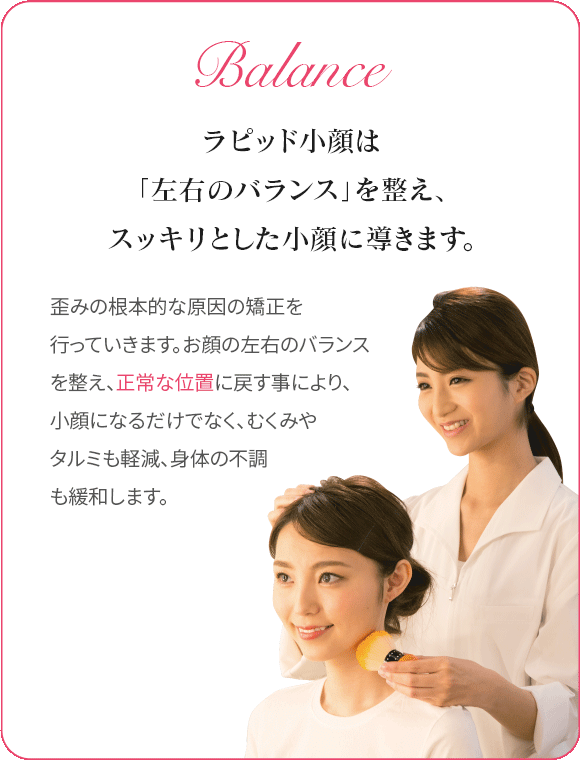 Balance
ラピッド小顔は
「左右のバランス」を整え、
スッキリとした小顔に導きます。
歪みの根本的な原因の矯正を
行っていきます。お顔の左右のバランス
を整え、正常な位置に戻す事により、
小顔になるだけでなく、むくみや
タルミも軽減、身体の不調
も緩和します。